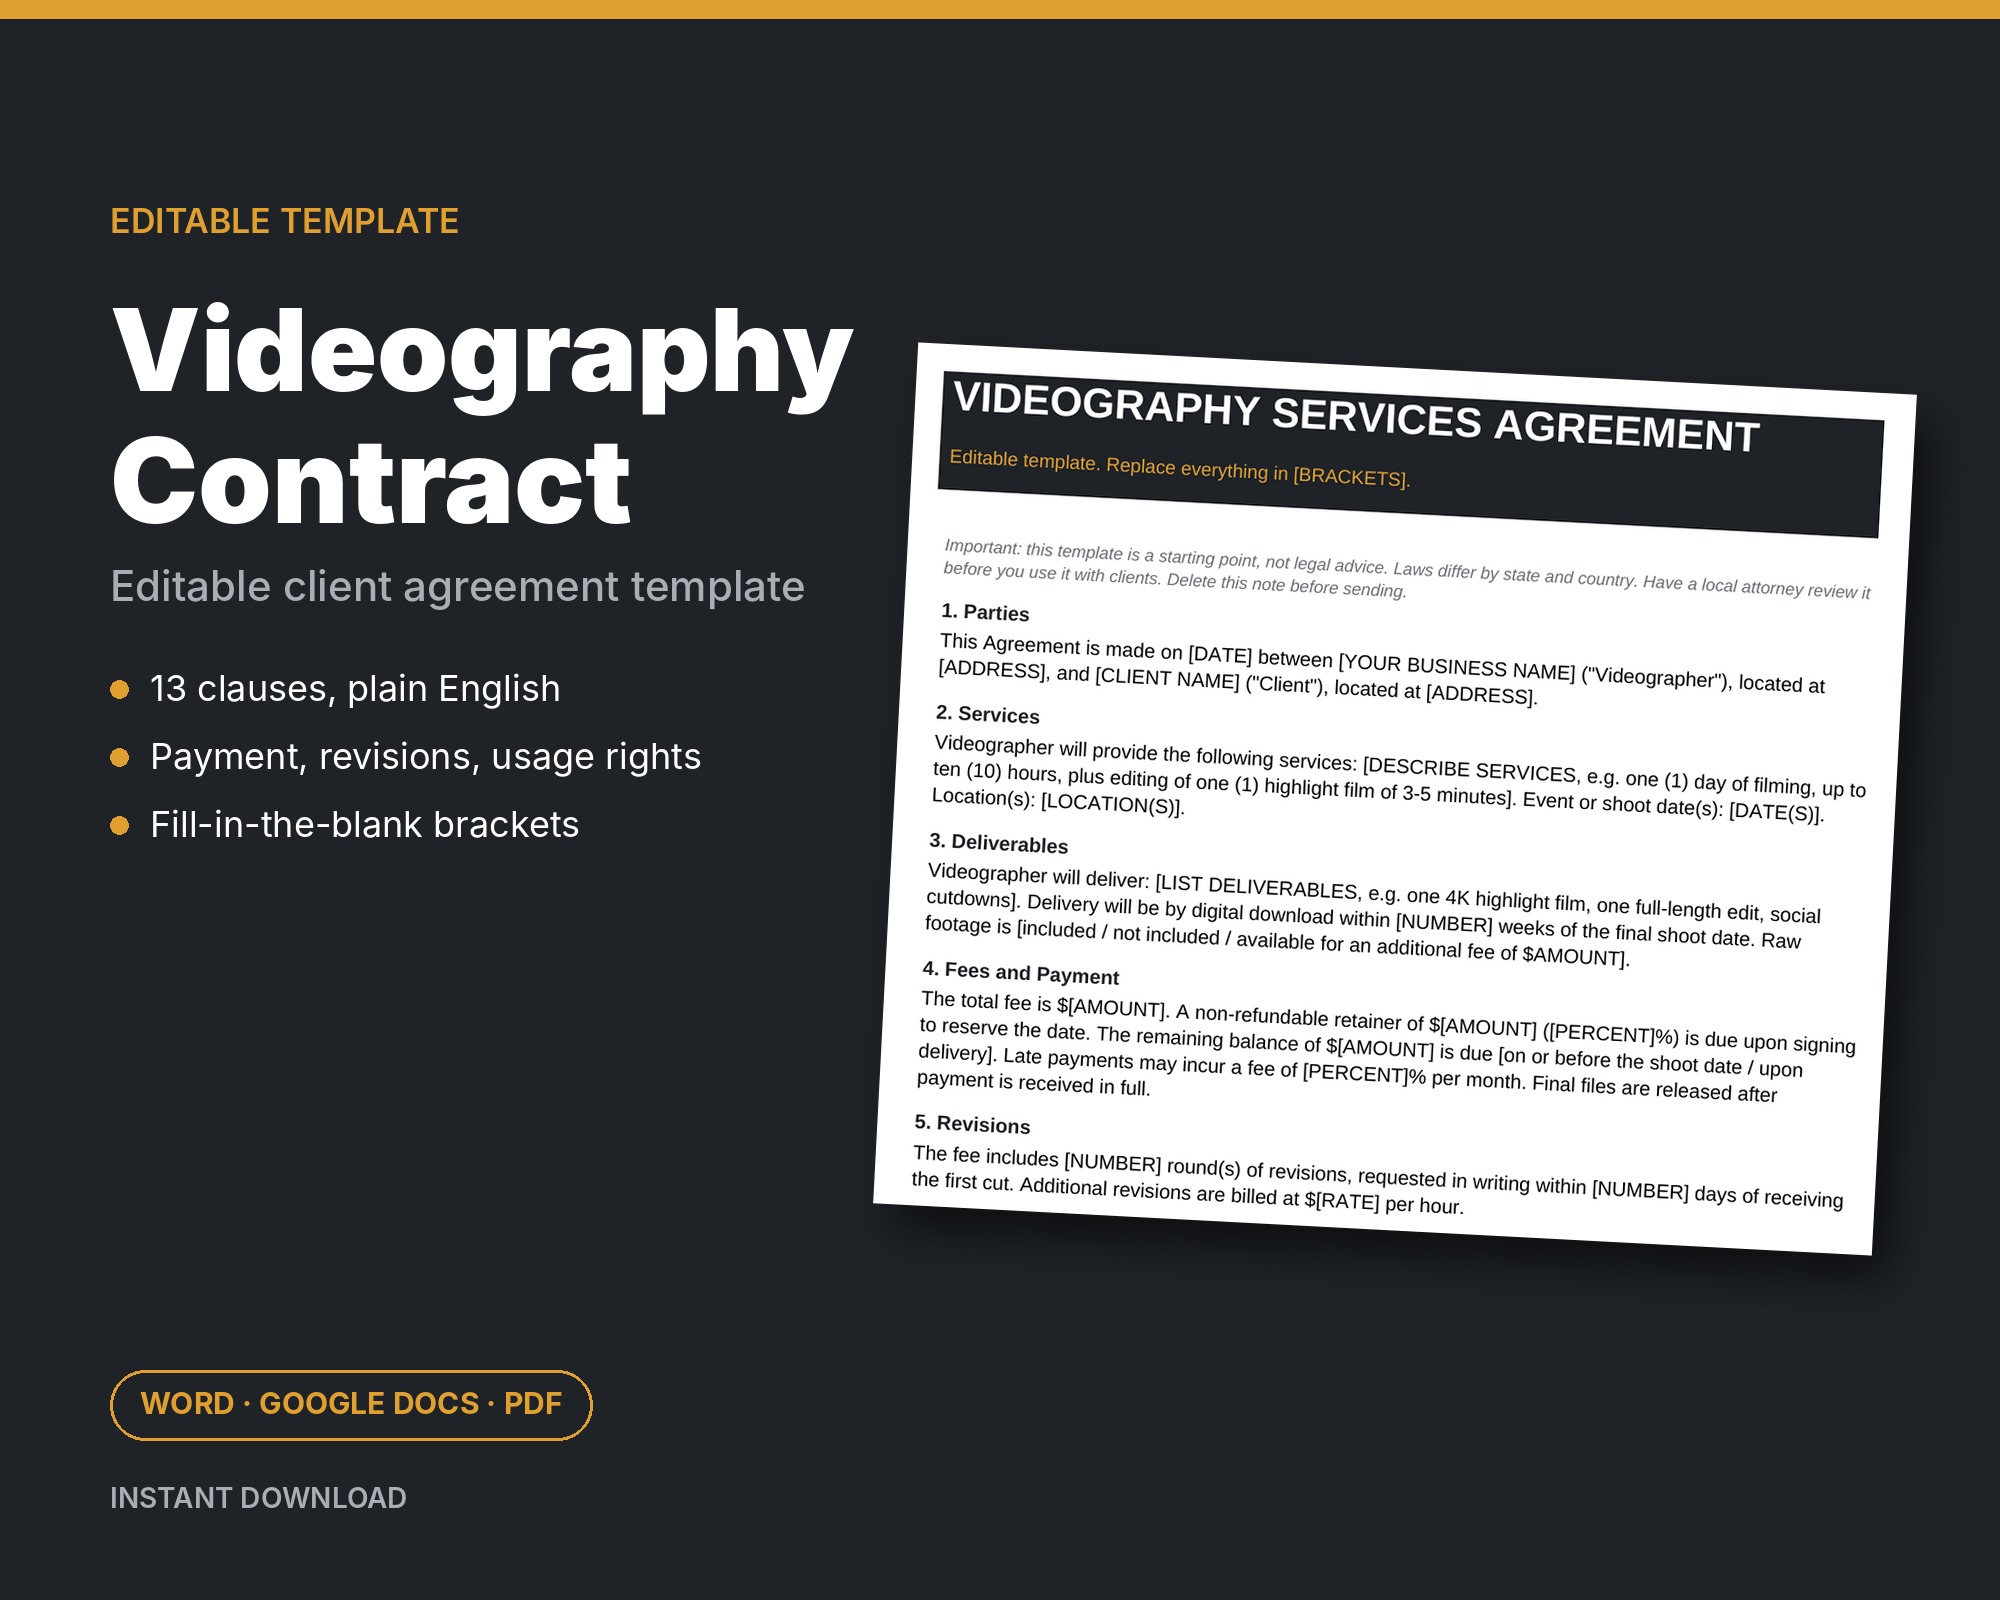 EDITABLE TEMPLATE
Videography
Contract
Editable client agreement template
13 clauses, plain English
Payment, revisions, usage rights
Fill-in-the-blank brackets
WORD · GOOGLE DOCS · PDF
INSTANT DOWNLOAD
VIDEOGRAPHY SERVICES AGREEMENT
Editable template. Replace everything in [BRACKETS].
Important: this template is a starting point, not legal advice. Laws differ by state and country. Have a local attorney review it
before you use it with clients. Delete this note before sending.
1. Parties
This Agreement is made on [DATE] between [YOUR BUSINESS NAME] ("Videographer"), located at
[ADDRESS], and [CLIENT NAME] ("Client"), located at [ADDRESS].
2. Services
Videographer will provide the following services: [DESCRIBE SERVICES, e.g. one (1) day of filming, up to
ten (10) hours, plus editing of one (1) highlight film of 3-5 minutes]. Event or shoot date(s): [DATE(S)].
Location(s): [LOCATION(S)].
3. Deliverables
Videographer will deliver: [LIST DELIVERABLES, e.g. one 4K highlight film, one full-length edit, social
cutdowns]. Delivery will be by digital download within [NUMBER] weeks of the final shoot date. Raw
footage is [included / not included / available for an additional fee of $AMOUNT].
4. Fees and Payment
The total fee is $[AMOUNT]. A non-refundable retainer of $[AMOUNT] ([PERCENT]%) is due upon signing
to reserve the date. The remaining balance of $[AMOUNT] is due [on or before the shoot date / upon
delivery]. Late payments may incur a fee of [PERCENT]% per month. Final files are released after
payment is received in full.
5. Revisions
The fee includes [NUMBER] round(s) of revisions, requested in writing within [NUMBER] days of receiving
the first cut. Additional revisions are billed at $[RATE] per hour.